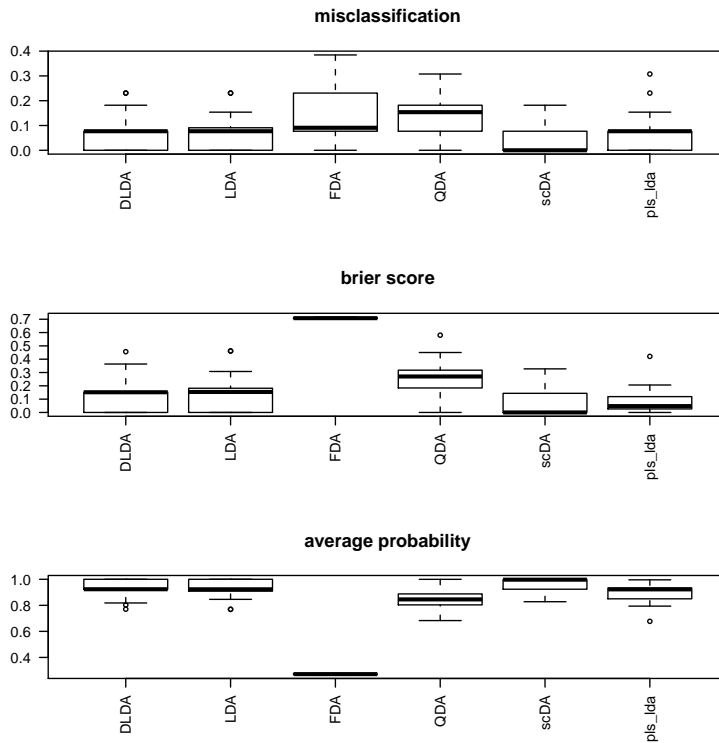 misclassification
0.4
0.3
0.2
0.1
0.0
DLDA
LDA
FDA
QDA
scDA
pls_lda
brier score
0.7
0.6
0.5
0.4
0.3
0.2
0.1
0.0
DLDA
LDA
FDA
QDA
scDA
pls_lda
average probability
1.0
0.8
0.6
0.4
DLDA
LDA
FDA
QDA
scDA
pls_lda